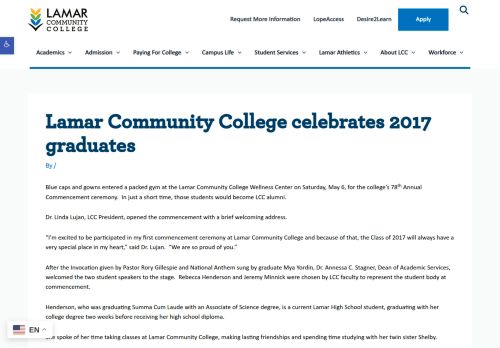 LAMAR
COMMUNITY
COLLEGE
Request More Information LopeAccess Desire2Learn Apply
Academics Admission Paying For College Campus Life Student Services Lamar Athletics About LCC Workforce
Lamar Community College celebrates 2017
graduates
By /
Blue caps and gowns entered a packed gym at the Lamar Community College Wellness Center on Saturday, May 6, for the college's 78th Annual
Commencement ceremony. In just a short time, those students would become LCC alumni.
Dr. Linda Lujan, LCC President, opened the commencement with a brief welcoming address.
"I'm excited to be participated in my first commencement ceremony at Lamar Community College and because of that, the Class of 2017 will always have a
very special place in my heart," said Dr. Lujan. "We are so proud of you."
After the Invocation given by Pastor Rory Gillespie and National Anthem sung by graduate Mya Yordin, Dr. Annessa C. Stagner, Dean of Academic Services,
welcomed the two student speakers to the stage. Rebecca Henderson and Jeremy Minnick were chosen by LCC faculty to represent the student body at
commencement.
Henderson, who was graduating Summa Cum Laude with an Associate of Science degree, is a current Lamar High School student, graduating with her
college degree two weeks before receiving her high school diploma.
spoke of her time taking classes at Lamar Community College, making lasting friendships and spending time studying with her twin sister Shelby.
EN